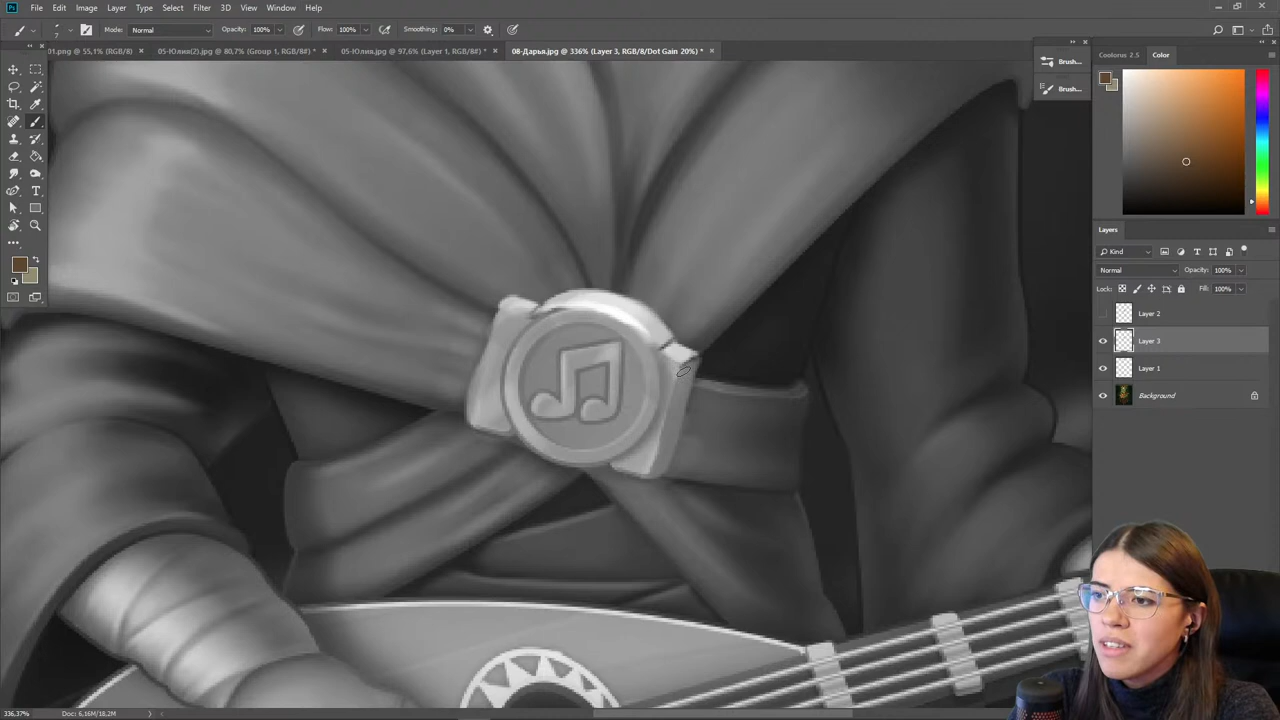 File Edit Image Layer Type Select Filter 3D View Window Help
Mode: Normal Opacity: 100% Flow: 100% Smoothing: 0%
01.png @ 55,1% (RGB/8) 05-Юлия(2).jpg @ 80,7% (Group 1, RGB/8#) * 05-Юлия.jpg @ 97,6% (Layer 1, RGB/8#) * 08-Дарья.jpg @ 336% (Layer 3, RGB/8/Dot Gain 20%) *
Brush...
Brush...
Coolorus 2.5 Color
Layers
Kind
Normal Opacity: 100%
Lock: Fill: 100%
Layer 2
Layer 3
Layer 1
Background
336,37% Doc: 6,16M/18,2M